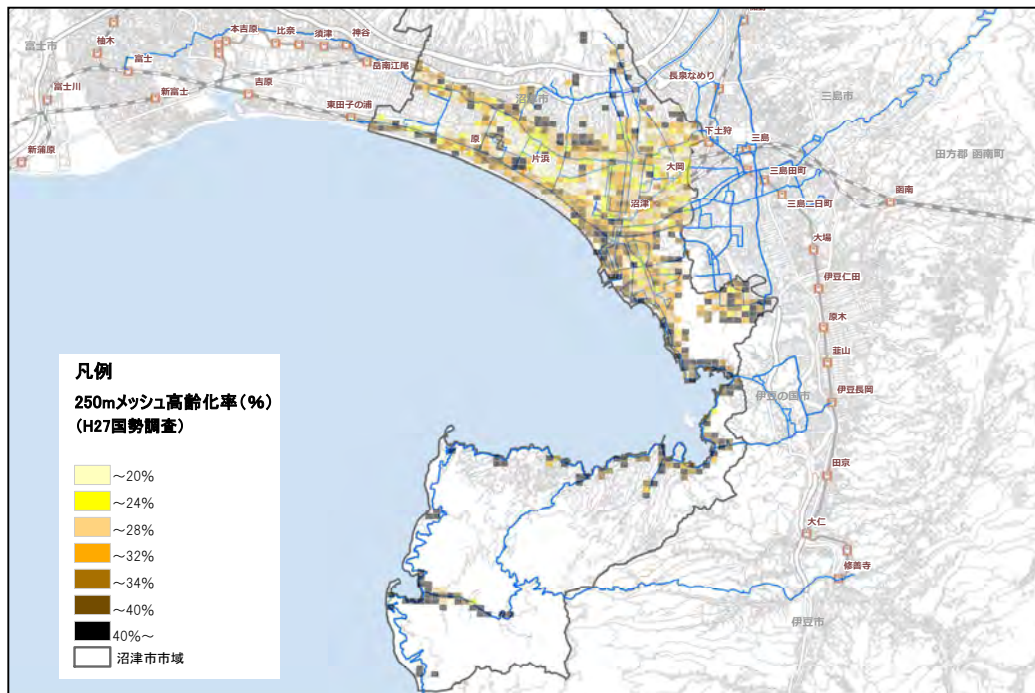 富士市
柚木
本吉原
比奈
須津
神谷
富士
岳南江尾
長泉なめり
富士川
新富士
吉原
東田子の浦
沼津市
三島市
新蒲原
原
片浜
大岡
下土狩
三島
田方郡 函南町
三島田町
函南
三島二日町
沼津
大場
伊豆仁田
原木
韮山
伊豆の国市
伊豆長岡
田京
大仁
修善寺
伊豆市
凡例
250mメッシュ高齢化率(%)
(H27国勢調査)
~20%
~24%
~28%
~32%
~34%
~40%
40%~
沼津市市域